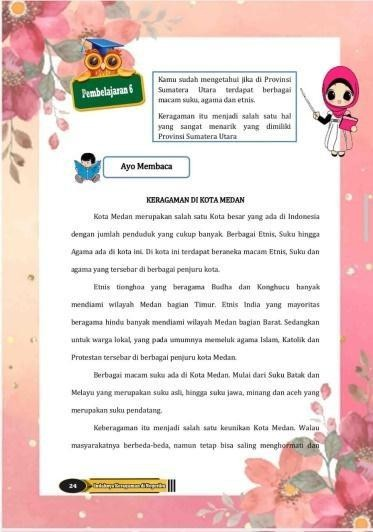 Pembelajaran 6
Kamu sudah mengetahui jika di Provinsi
Sumatera Utara terdapat berbagai
macam suku, agama dan etnis.
Keragaman itu menjadi salah satu hal
yang sangat menarik yang dimiliki
Provinsi Sumatera Utara
Ayo Membaca
KERAGAMAN DI KOTA MEDAN
Kota Medan merupakan salah satu Kota besar yang ada di Indonesia
dengan jumlah penduduk yang cukup banyak. Berbagai Etnis, Suku hingga
Agama ada di kota ini. Di kota ini terdapat beraneka macam Etnis, Suku dan
agama yang tersebar di berbagai penjuru kota.
Etnis tionghoa yang beragama Budha dan Konghucu banyak
mendiami wilayah Medan bagian Timur. Etnis India yang mayoritas
beragama hindu banyak mendiami wilayah Medan bagian Barat. Sedangkan
untuk warga lokal, yang pada umumnya memeluk agama Islam, Katolik dan
Protestan tersebar di berbagai penjuru kota Medan.
Berbagai macam suku ada di Kota Medan. Mulai dari Suku Batak dan
Melayu yang merupakan suku asli, hingga suku jawa, minang dan aceh yang
merupakan suku pendatang.
Keberagaman itu menjadi salah satu keunikan Kota Medan. Walau
masyarakatnya berbeda-beda, namun tetap bisa saling menghormati dan
24
Indahnya Keragaman di Negeriku